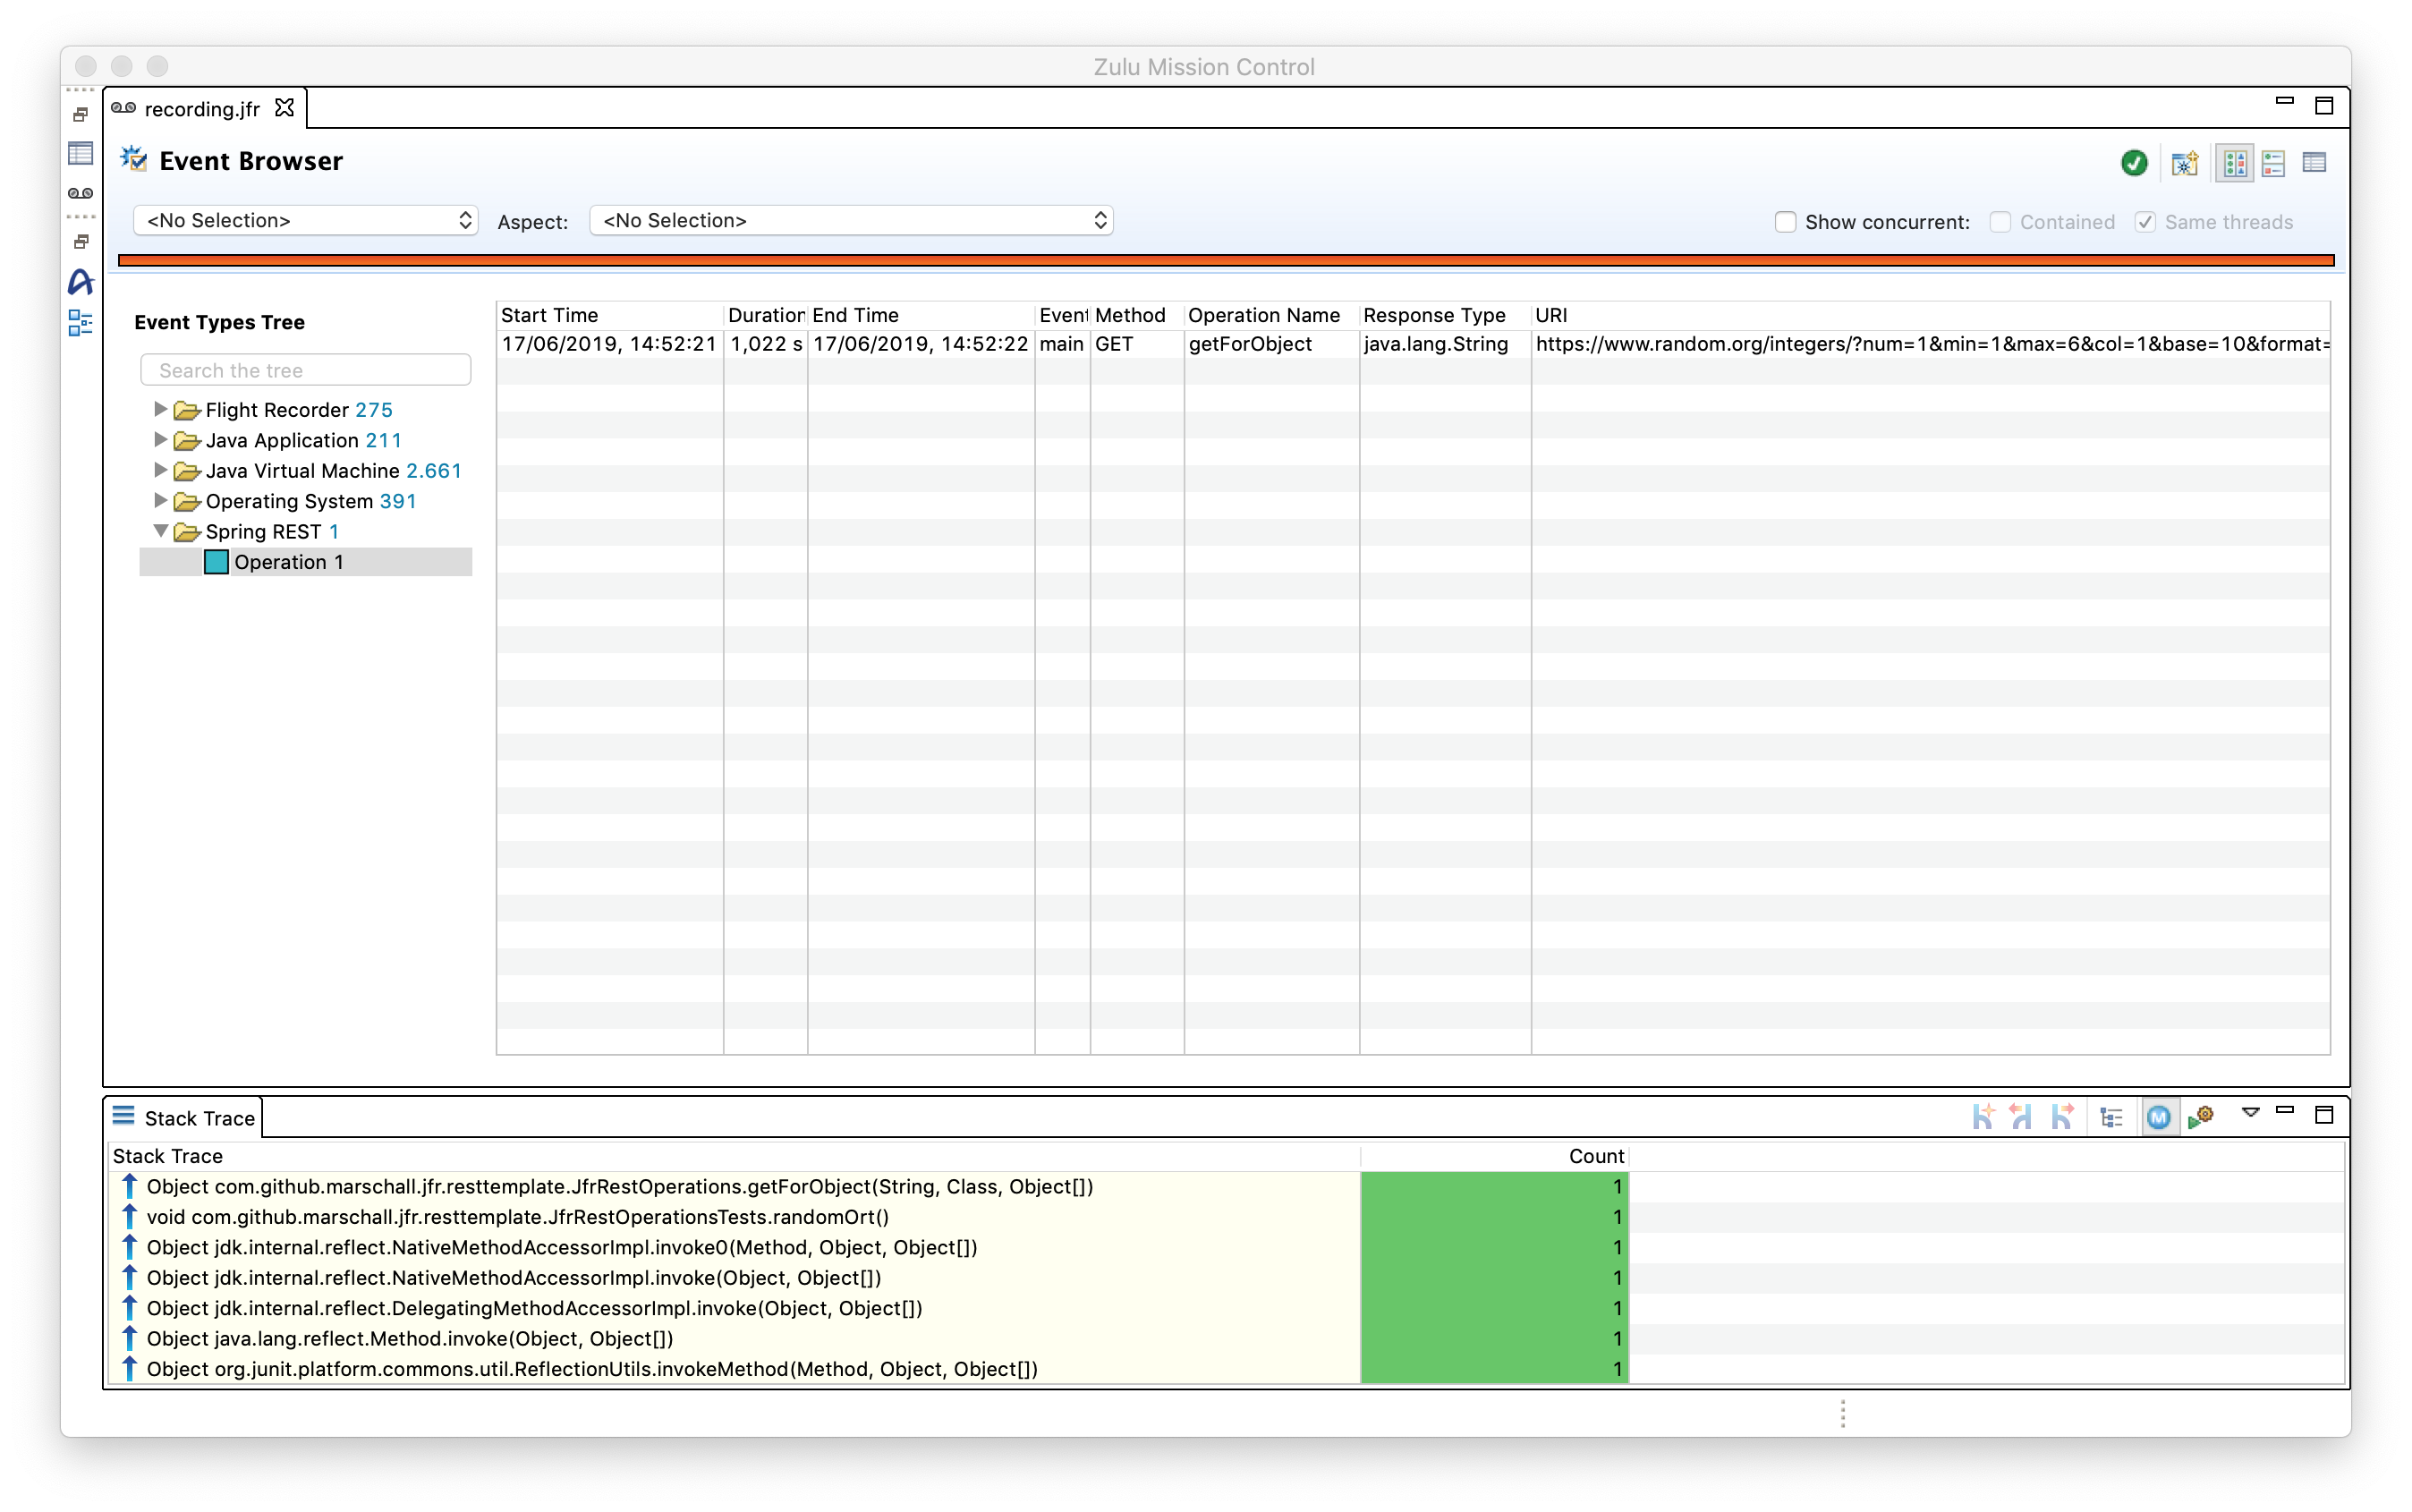 Zulu Mission Control
recording.jfr
Event Browser
<No Selection> Aspect: <No Selection> Show concurrent: Contained Same threads
Event Types Tree
Search the tree
Flight Recorder 275
Java Application 211
Java Virtual Machine 2.661
Operating System 391
Spring REST 1
Operation 1
Start Time Duration End Time Event Method Operation Name Response Type URI
17/06/2019, 14:52:21 1,022 s 17/06/2019, 14:52:22 main GET getForObject java.lang.String https://www.random.org/integers/?num=1&min=1&max=6&col=1&base=10&format=
Stack Trace
Stack Trace Count
Object com.github.marschall.jfr.resttemplate.JfrRestOperations.getForObject(String, Class, Object[]) 1
void com.github.marschall.jfr.resttemplate.JfrRestOperationsTests.randomOrt() 1
Object jdk.internal.reflect.NativeMethodAccessorImpl.invoke0(Method, Object, Object[]) 1
Object jdk.internal.reflect.NativeMethodAccessorImpl.invoke(Object, Object[]) 1
Object jdk.internal.reflect.DelegatingMethodAccessorImpl.invoke(Object, Object[]) 1
Object java.lang.reflect.Method.invoke(Object, Object[]) 1
Object org.junit.platform.commons.util.ReflectionUtils.invokeMethod(Method, Object, Object[]) 1